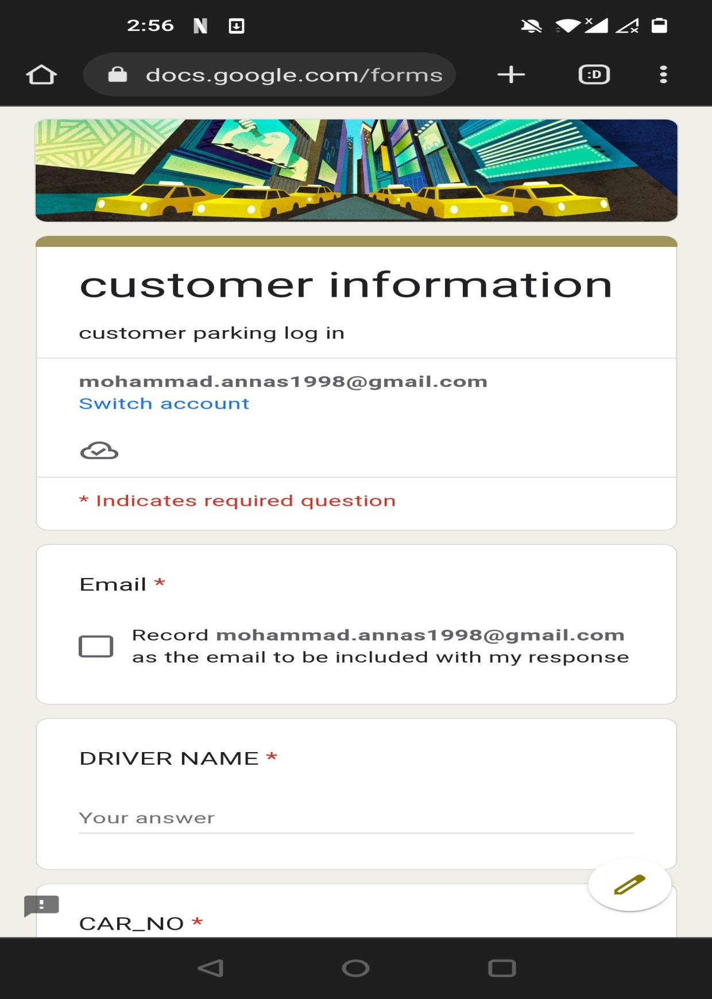 2:56
docs.google.com/forms
:D
customer information
customer parking log in
mohammad.annas1998@gmail.com
Switch account
* Indicates required question
Email *
Record mohammad.annas1998@gmail.com
as the email to be included with my response
DRIVER NAME *
Your answer
CAR_NO *